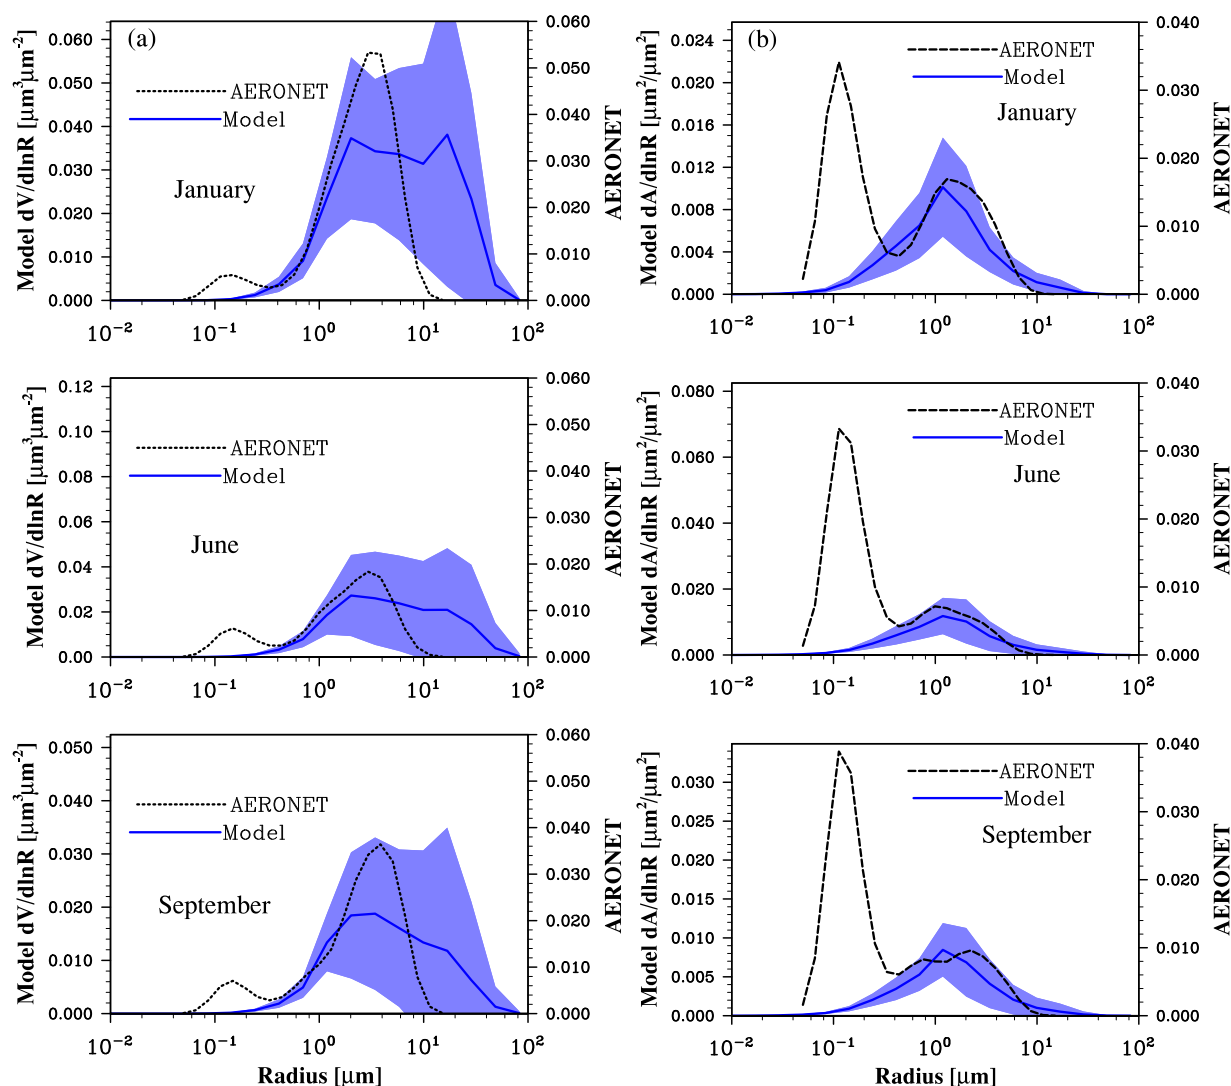 (a)
AERONET
Model
January
Model dV/dlnR [μm³μm⁻²]
0.060
0.050
0.040
0.030
0.020
0.010
0.000
0.060
0.050
0.040
0.030
0.020
0.010
0.000
AERONET
10⁻² 10⁻¹ 10⁰ 10¹ 10²
(b)
AERONET
Model
January
Model dA/dlnR [μm²/μm²]
0.024
0.020
0.016
0.012
0.008
0.004
0.000
0.040
0.030
0.020
0.010
0.000
AERONET
10⁻² 10⁻¹ 10⁰ 10¹ 10²
AERONET
Model
June
Model dV/dlnR [μm³μm⁻²]
0.12
0.10
0.08
0.06
0.04
0.02
0.00
0.060
0.050
0.040
0.030
0.020
0.010
0.000
AERONET
10⁻² 10⁻¹ 10⁰ 10¹ 10²
AERONET
Model
June
Model dA/dlnR [μm²/μm²]
0.080
0.060
0.040
0.020
0.000
0.040
0.030
0.020
0.010
0.000
AERONET
10⁻² 10⁻¹ 10⁰ 10¹ 10²
AERONET
Model
September
Model dV/dlnR [μm³μm⁻²]
0.050
0.040
0.030
0.020
0.010
0.000
0.060
0.050
0.040
0.030
0.020
0.010
0.000
AERONET
10⁻² 10⁻¹ 10⁰ 10¹ 10²
Radius [μm]
AERONET
Model
September
Model dA/dlnR [μm²/μm²]
0.030
0.025
0.020
0.015
0.010
0.005
0.000
0.040
0.030
0.020
0.010
0.000
AERONET
10⁻² 10⁻¹ 10⁰ 10¹ 10²
Radius [μm]